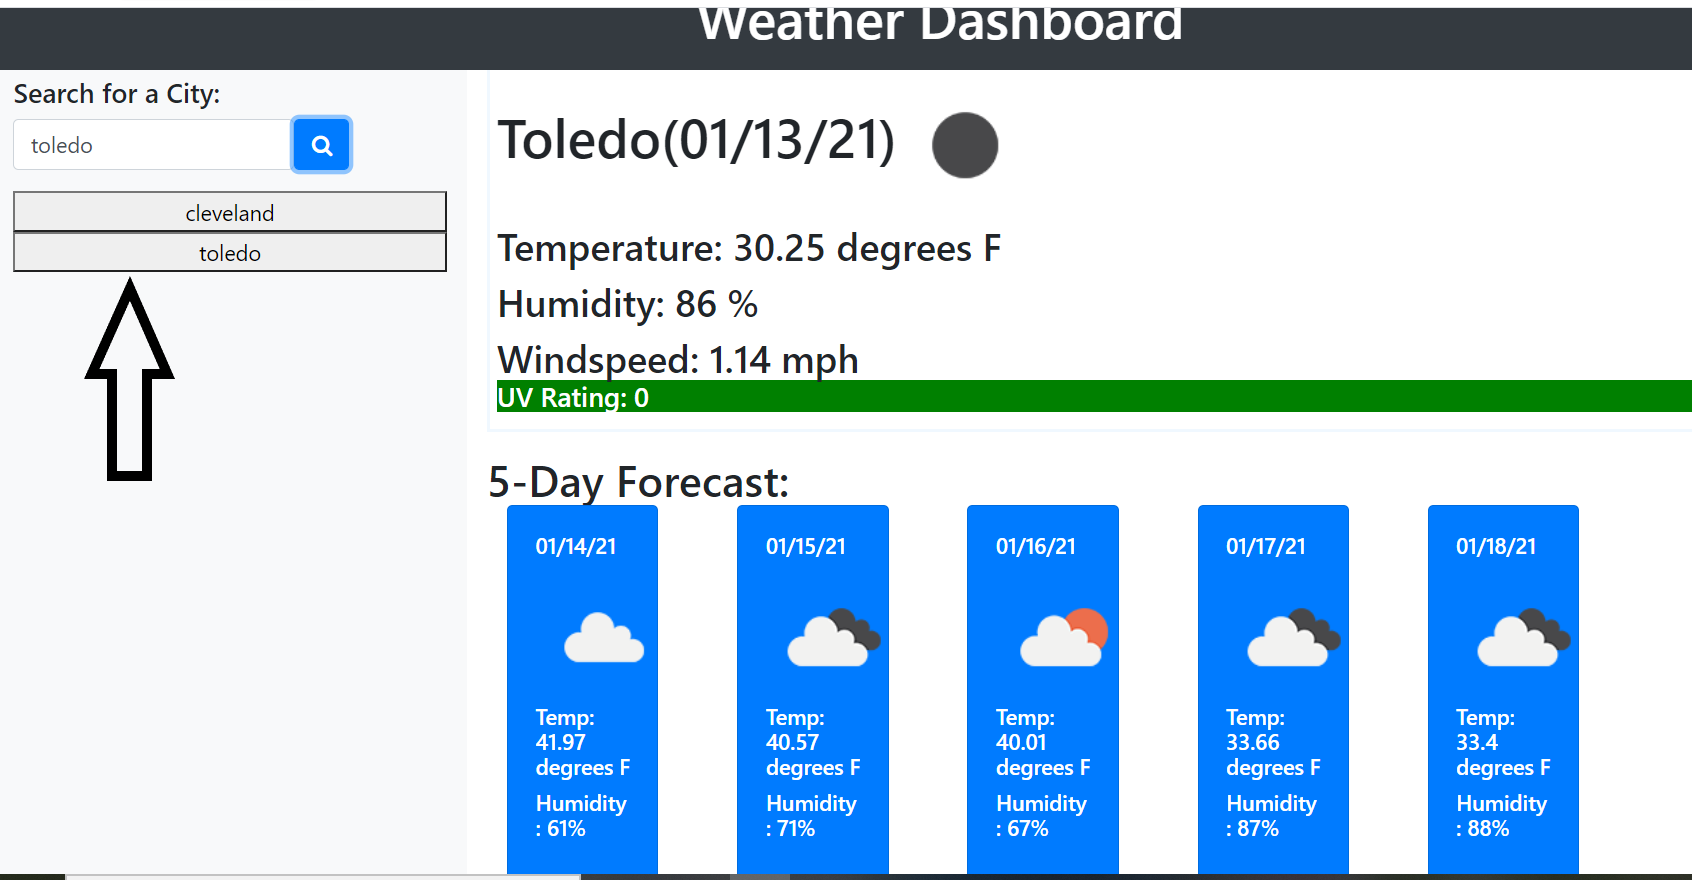 Weather Dashboard
Search for a City:
toledo
cleveland
toledo
Toledo(01/13/21)
Temperature: 30.25 degrees F
Humidity: 86 %
Windspeed: 1.14 mph
UV Rating: 0
5-Day Forecast:
01/14/21
Temp:
41.97
degrees F
Humidity
: 61%
01/15/21
Temp:
40.57
degrees F
Humidity
: 71%
01/16/21
Temp:
40.01
degrees F
Humidity
: 67%
01/17/21
Temp:
33.66
degrees F
Humidity
: 87%
01/18/21
Temp:
33.4
degrees F
Humidity
: 88%